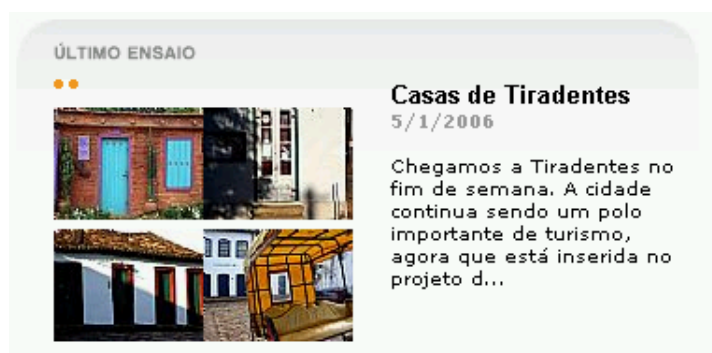 ÚLTIMO ENSAIO
Casas de Tiradentes
5/1/2006
Chegamos a Tiradentes no
fim de semana. A cidade
continua sendo um polo
importante de turismo,
agora que está inserida no
projeto d...